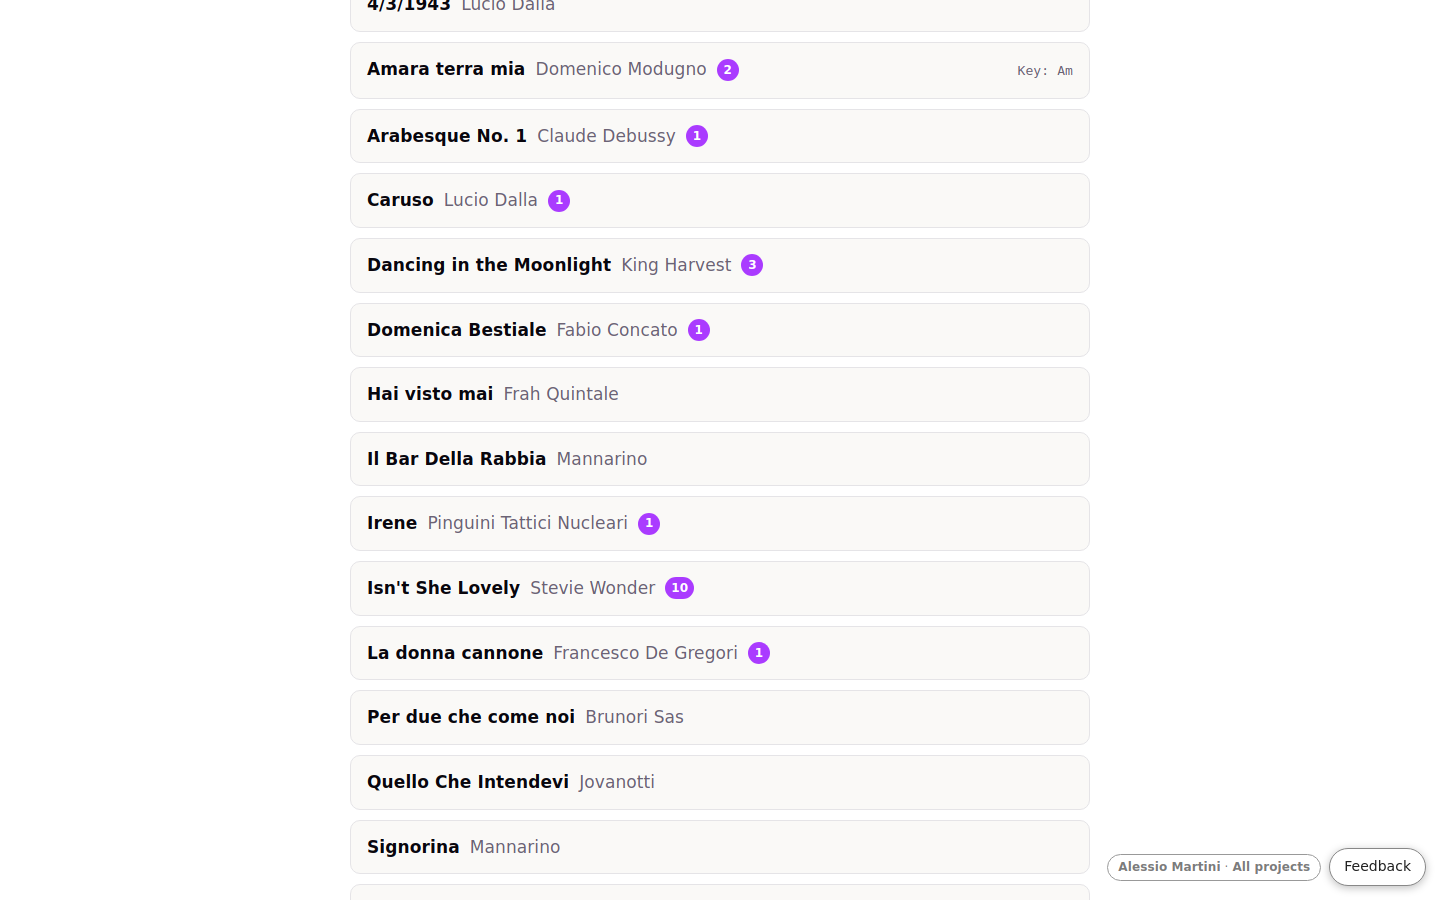 4/3/1943 Lucio Dalla
Amara terra mia Domenico Modugno 2 Key: Am
Arabesque No. 1 Claude Debussy 1
Caruso Lucio Dalla 1
Dancing in the Moonlight King Harvest 3
Domenica Bestiale Fabio Concato 1
Hai visto mai Frah Quintale
Il Bar Della Rabbia Mannarino
Irene Pinguini Tattici Nucleari 1
Isn't She Lovely Stevie Wonder 10
La donna cannone Francesco De Gregori 1
Per due che come noi Brunori Sas
Quello Che Intendevi Jovanotti
Signorina Mannarino
Alessio Martini · All projects
Feedback